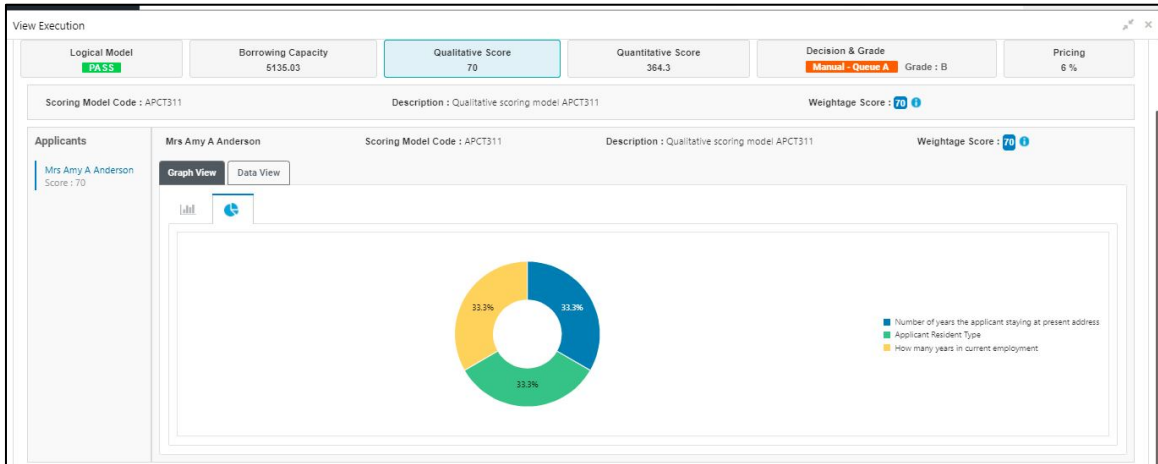 View Execution
Logical Model
PASS
Borrowing Capacity
5135.03
Qualitative Score
70
Quantitative Score
364.3
Decision & Grade
Manual - Queue A Grade : B
Pricing
6 %
Scoring Model Code : APCT311 Description : Qualitative scoring model APCT311 Weightage Score : 70
Applicants
Mrs Amy A Anderson
Score : 70
Mrs Amy A Anderson Scoring Model Code : APCT311 Description : Qualitative scoring model APCT311 Weightage Score : 70
Graph View Data View
33.3% 33.3%
33.3%
Number of years the applicant staying at present address
Applicant Resident Type
How many years in current employment